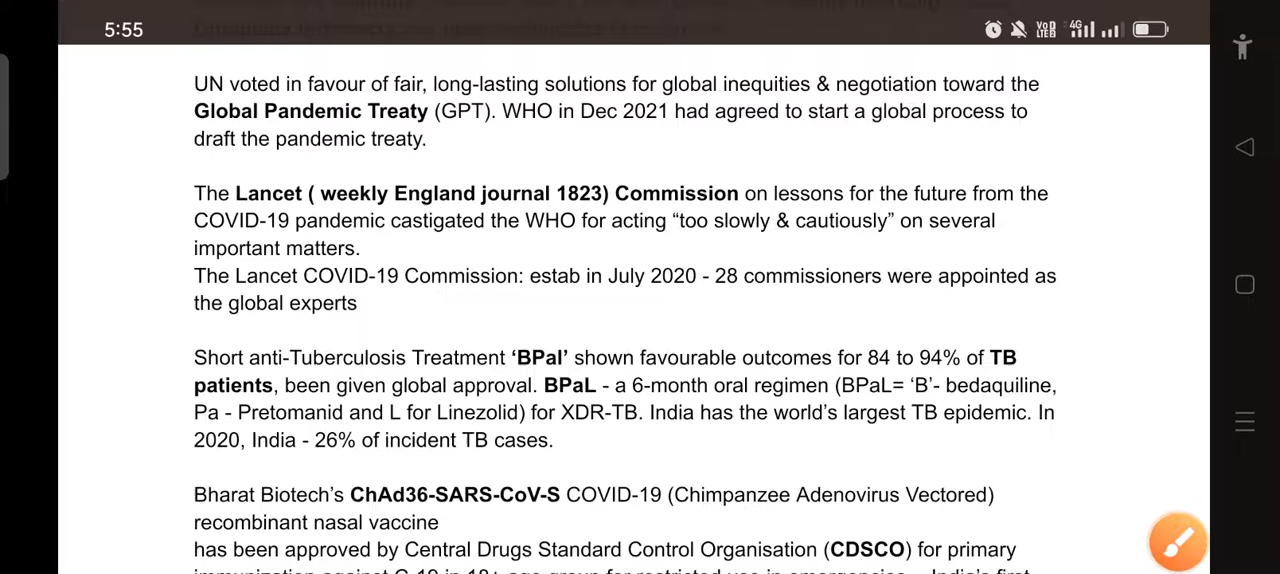 5:55
4G
UN voted in favour of fair, long-lasting solutions for global inequities & negotiation toward the
Global Pandemic Treaty (GPT). WHO in Dec 2021 had agreed to start a global process to
draft the pandemic treaty.
The Lancet ( weekly England journal 1823) Commission on lessons for the future from the
COVID-19 pandemic castigated the WHO for acting “too slowly & cautiously” on several
important matters.
The Lancet COVID-19 Commission: estab in July 2020 - 28 commissioners were appointed as
the global experts
Short anti-Tuberculosis Treatment ‘BPal’ shown favourable outcomes for 84 to 94% of TB
patients, been given global approval. BPaL - a 6-month oral regimen (BPaL= ‘B’- bedaquiline,
Pa - Pretomanid and L for Linezolid) for XDR-TB. India has the world’s largest TB epidemic. In
2020, India - 26% of incident TB cases.
Bharat Biotech’s ChAd36-SARS-CoV-S COVID-19 (Chimpanzee Adenovirus Vectored)
recombinant nasal vaccine
has been approved by Central Drugs Standard Control Organisation (CDSCO) for primary